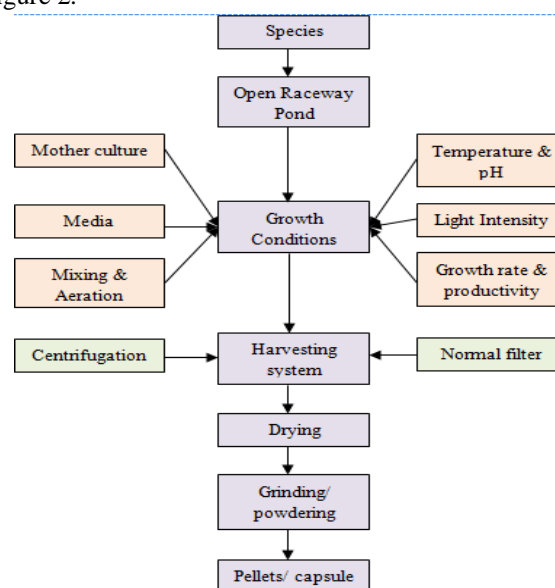 igure 2.
Species
Open Raceway
Pond
Mother culture
Temperature &
pH
Media
Growth
Conditions
Light Intensity
Mixing &
Aeration
Growth rate &
productivity
Centrifugation
Harvesting
system
Normal filter
Drying
Grinding/
powdering
Pellets/ capsule